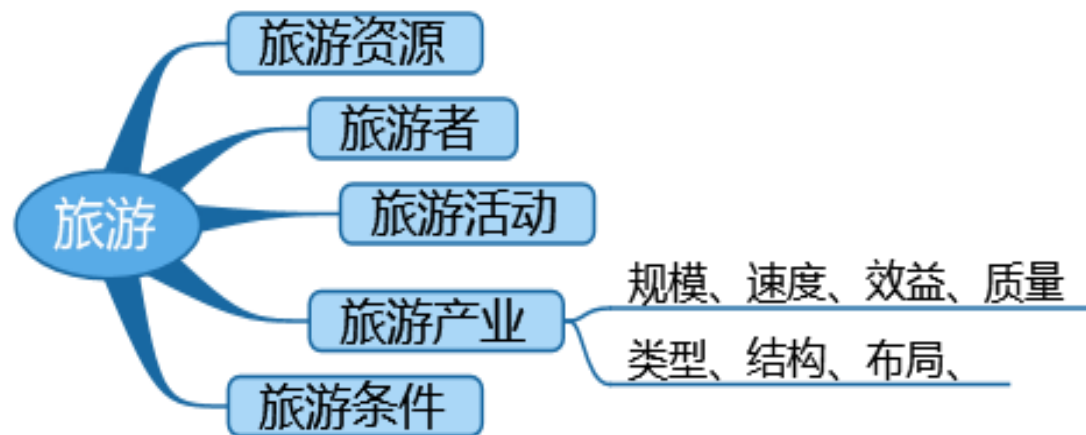 旅游资源
旅游者
旅游活动
旅游
规模、速度、效益、质量
旅游产业
类型、结构、布局、
旅游条件